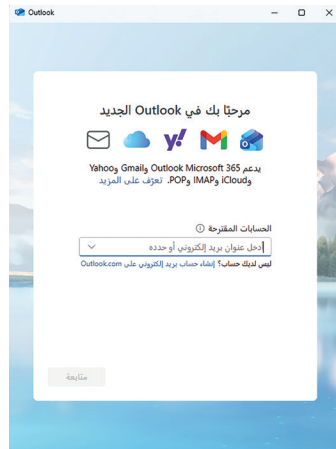 Outlook
مرحبًا بك في Outlook الجديد
يدعم Outlook Microsoft 365 وGmail وYahoo
وiCloud وIMAP وPOP. تعرّف على المزيد
الحسابات المقترحة
أدخل عنوان بريد إلكتروني أو حدده
ليس لديك حساب؟ إنشاء حساب بريد إلكتروني على Outlook.com
متابعة